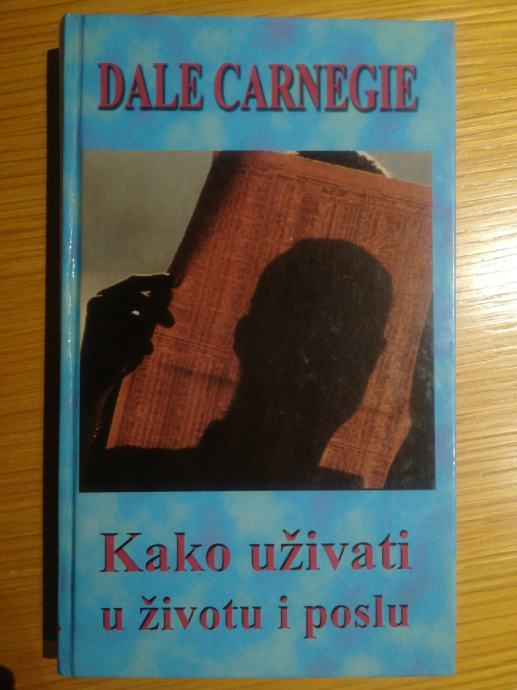 DALE CARNEGIE
Kako uživati
u životu i poslu